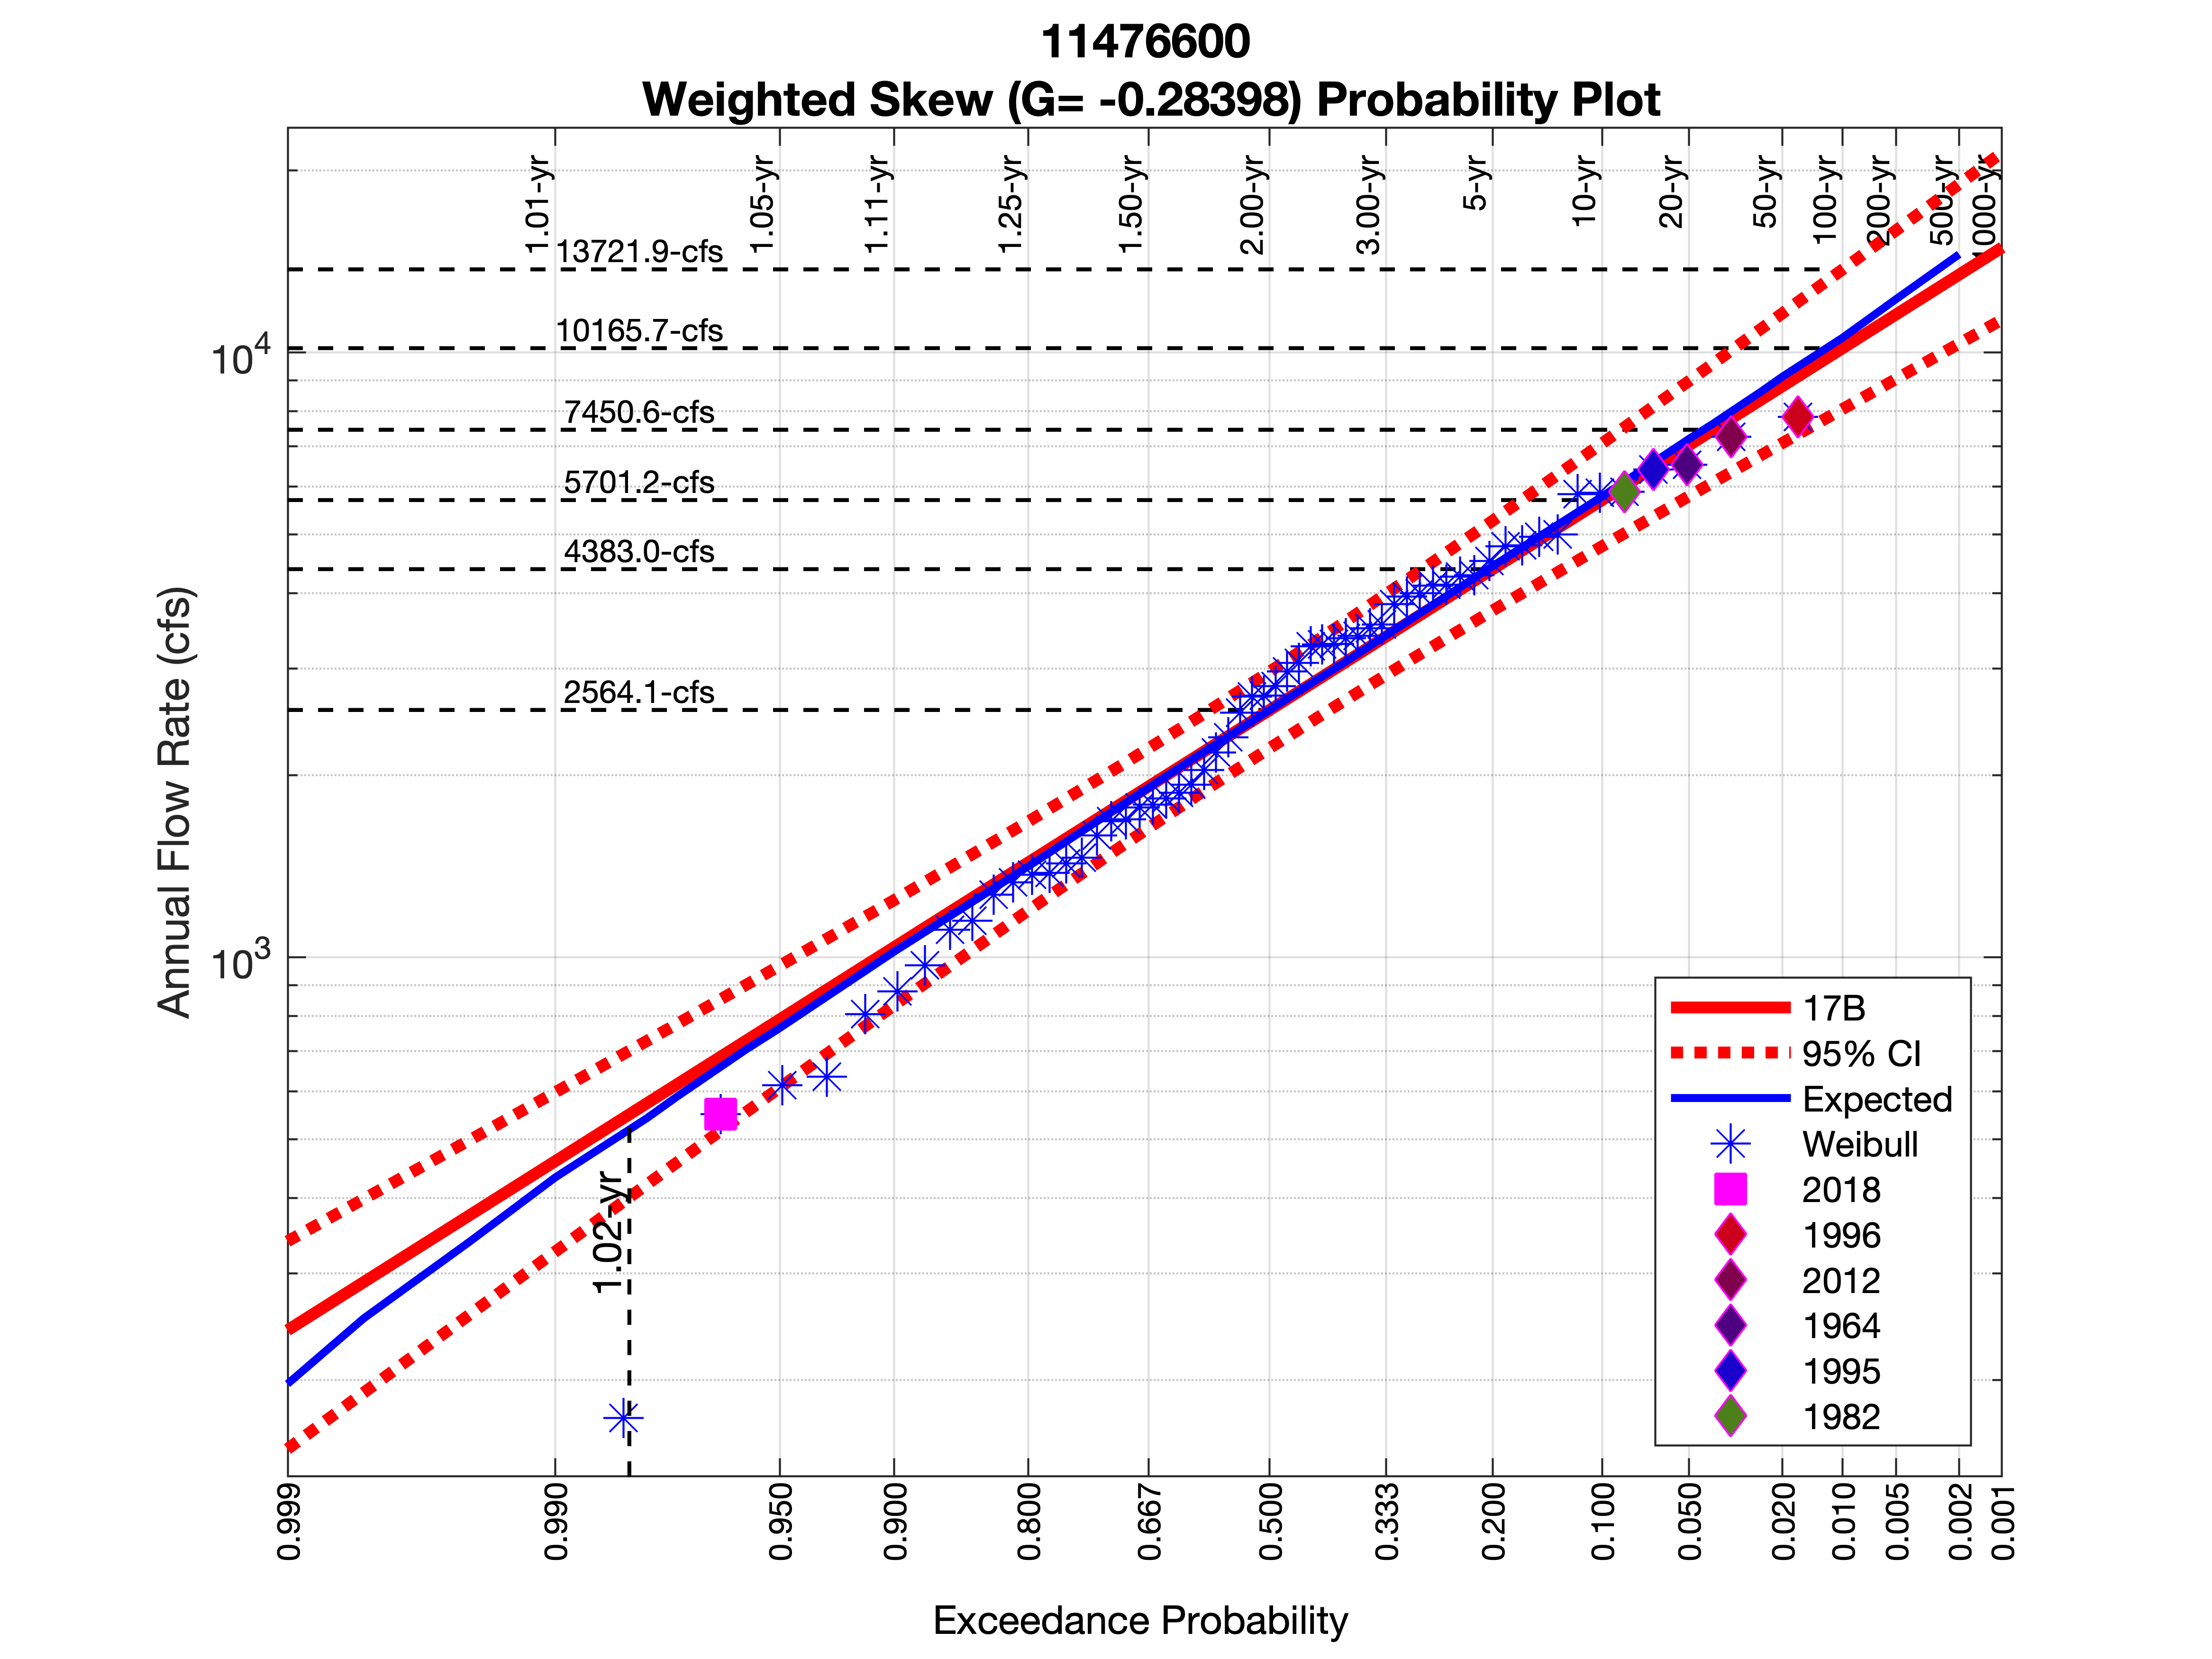 11476600
Weighted Skew (G= -0.28398) Probability Plot
1.01-yr
1.05-yr
1.11-yr
1.25-yr
1.50-yr
2.00-yr
3.00-yr
5-yr
10-yr
20-yr
50-yr
100-yr
200-yr
500-yr
1000-yr
13721.9-cfs
10165.7-cfs
7450.6-cfs
5701.2-cfs
4383.0-cfs
2564.1-cfs
10⁴
10³
Annual Flow Rate (cfs)
1.02-yr
17B
95% CI
Expected
Weibull
2018
1996
2012
1964
1995
1982
0.999
0.990
0.950
0.900
0.800
0.667
0.500
0.333
0.200
0.100
0.050
0.020
0.010
0.005
0.002
0.001
Exceedance Probability